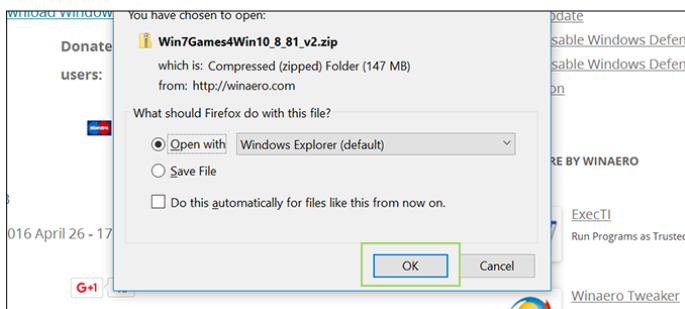 wnload Window
Donate
users:
016 April 26 - 17
G+1
You have chosen to open:
Win7Games4Win10_8_81_v2.zip
which is: Compressed (zipped) Folder (147 MB)
from: http://winaero.com
What should Firefox do with this file?
Open with Windows Explorer (default)
Save File
Do this automatically for files like this from now on.
OK Cancel
pdate
sable Windows Defen
sable Windows Defen
on
RE BY WINAERO
ExecTI
Run Programs as Trusted
Winaero Tweaker